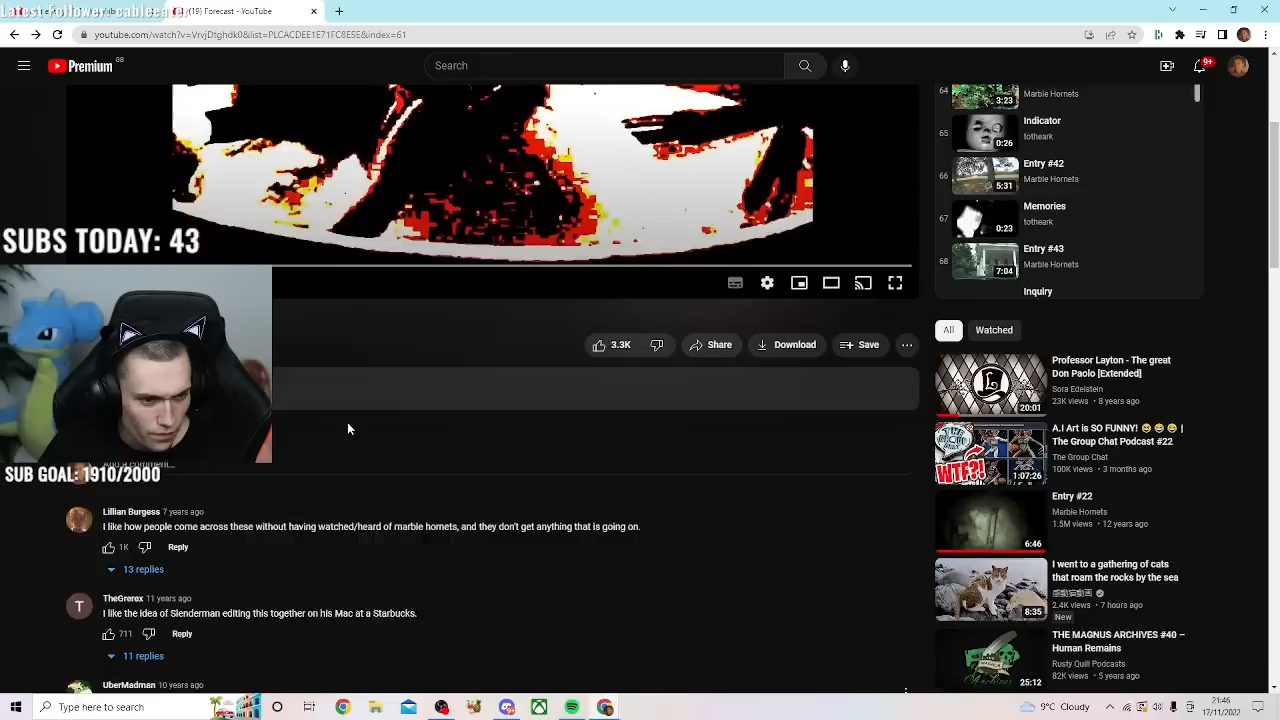 Latest Follower: cableeater
(19) Forecast - YouTube
youtube.com/watch?v=VrvjDtghdk0&list=PLCACDEE1E71FC8E5E&index=61
Premium
GB
Search
9+
64
3:23
Marble Hornets
65
0:26
Indicator
totheark
66
5:31
Entry #42
Marble Hornets
67
0:23
Memories
totheark
68
7:04
Entry #43
Marble Hornets
Inquiry
SUBS TODAY: 43
3.3K
Share
Download
Save
All
Watched
Professor Layton - The great
Don Paolo [Extended]
Sora Edelstein
23K views • 8 years ago
20:01
A.I Art is SO FUNNY! 😄 😄 😄 |
The Group Chat Podcast #22
The Group Chat
100K views • 3 months ago
WTF?!
1:07:26
Entry #22
Marble Hornets
1.5M views • 12 years ago
6:46
I went to a gathering of cats
that roam the rocks by the sea
2.4K views • 7 hours ago
New
8:35
THE MAGNUS ARCHIVES #40 –
Human Remains
Rusty Quill Podcasts
82K views • 5 years ago
25:12
Add a comment...
SUB GOAL: 1910/2000
Lillian Burgess 7 years ago
I like how people come across these without having watched/heard of marble hornets, and they don't get anything that is going on.
1K
Reply
13 replies
T
TheGrerex 11 years ago
I like the idea of Slenderman editing this together on his Mac at a Starbucks.
711
Reply
11 replies
UberMadman 10 years ago
Type here to search
9°C Cloudy
21:46
17/11/2022